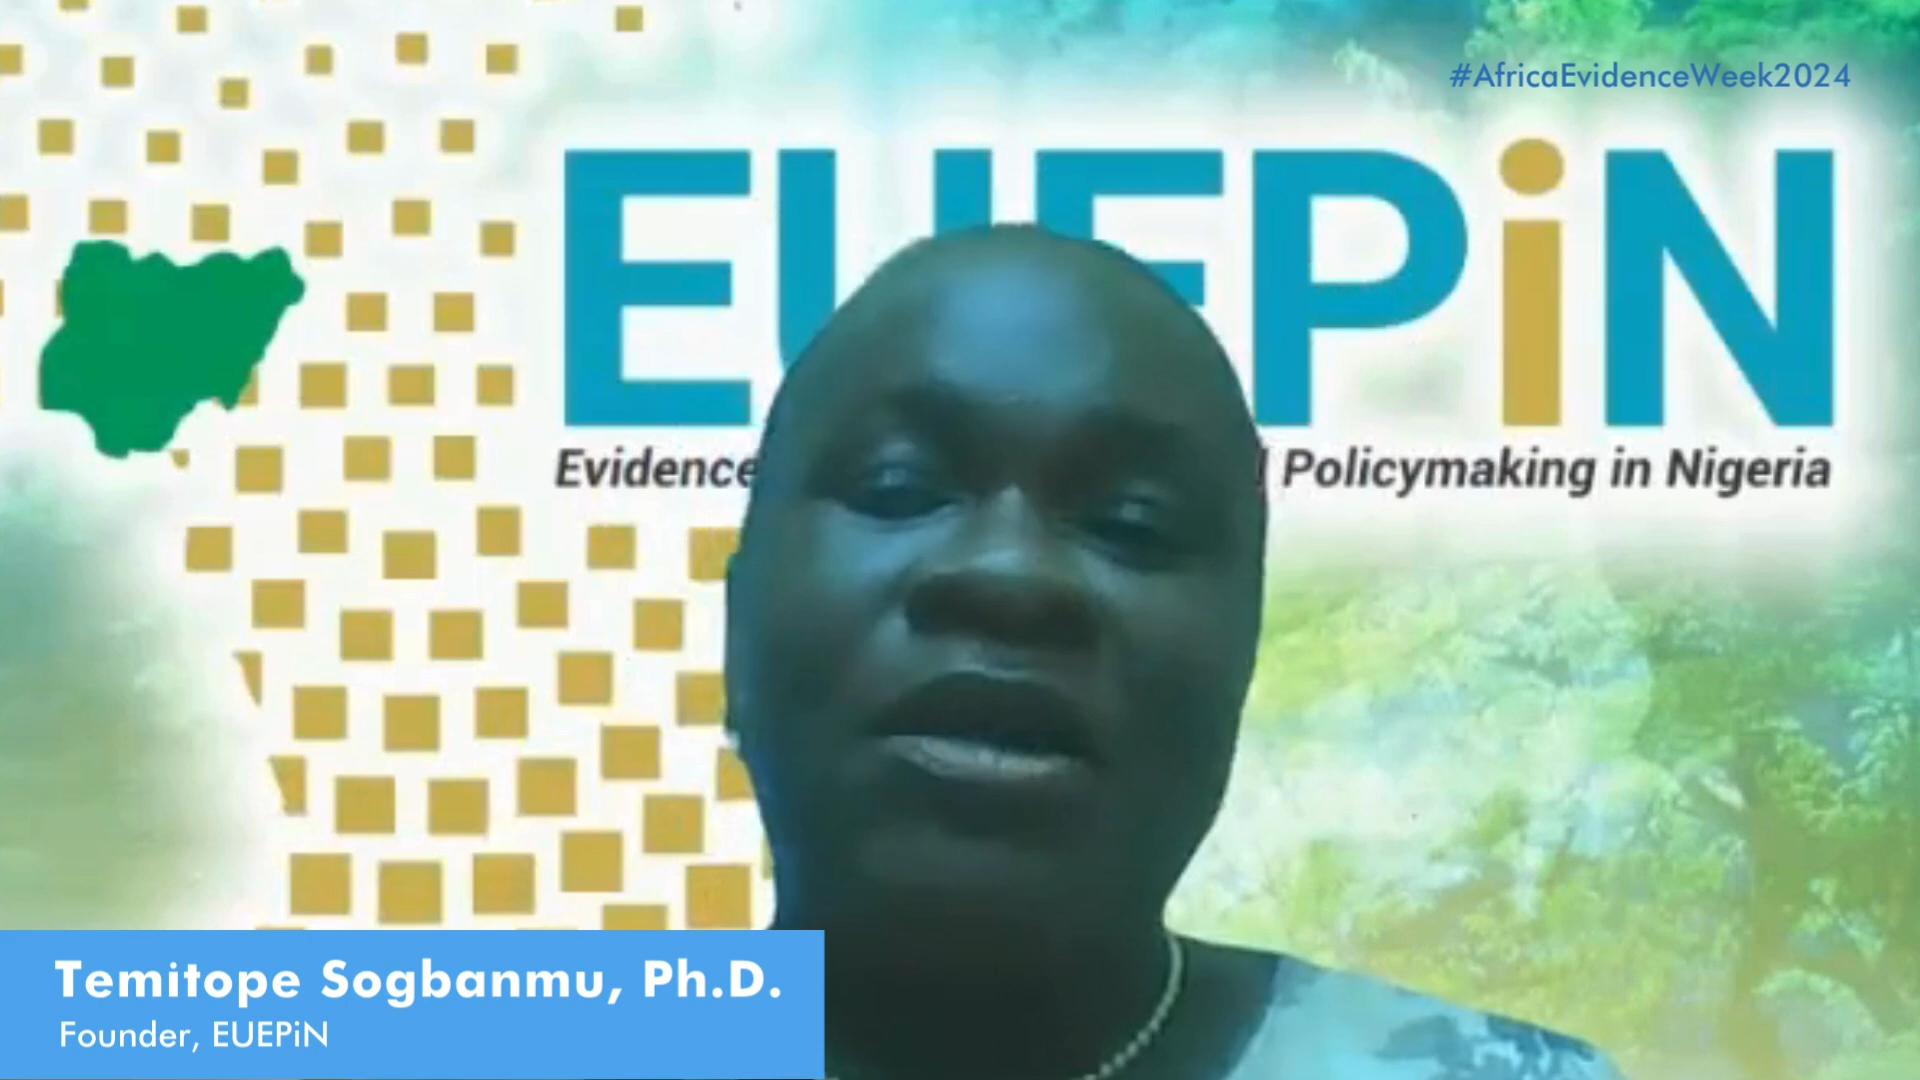 #AfricaEvidenceWeek2024
EUEPiN
Evidence Policymaking in Nigeria
Temitope Sogbanmu, Ph.D.
Founder, EUEPiN